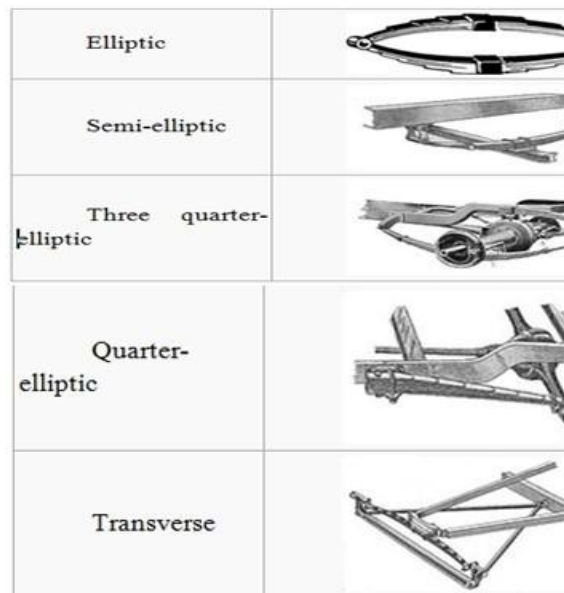 Elliptic
Semi-elliptic
Three quarter-
elliptic
Quarter-
elliptic
Transverse